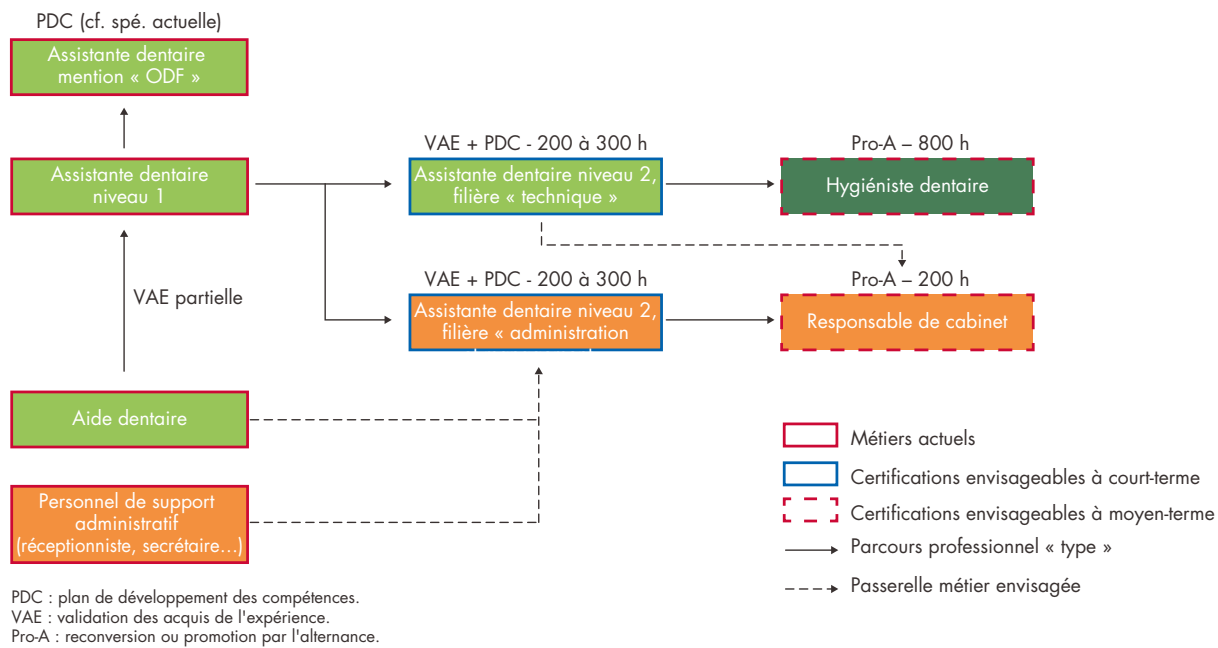 PDC (cf. spé. actuelle)
Assistante dentaire
mention « ODF »
VAE + PDC - 200 à 300 h
Pro-A – 800 h
Assistante dentaire
niveau 1
Assistante dentaire niveau 2,
filière « technique »
Hygiéniste dentaire
VAE partielle
VAE + PDC - 200 à 300 h
Pro-A – 200 h
Assistante dentaire niveau 2,
filière « administration
Responsable de cabinet
Aide dentaire
Personnel de support
administratif
(réceptionniste, secrétaire…)
Métiers actuels
Certifications envisageables à court-terme
Certifications envisageables à moyen-terme
Parcours professionnel « type »
Passerelle métier envisagée
PDC : plan de développement des compétences.
VAE : validation des acquis de l'expérience.
Pro-A : reconversion ou promotion par l'alternance.